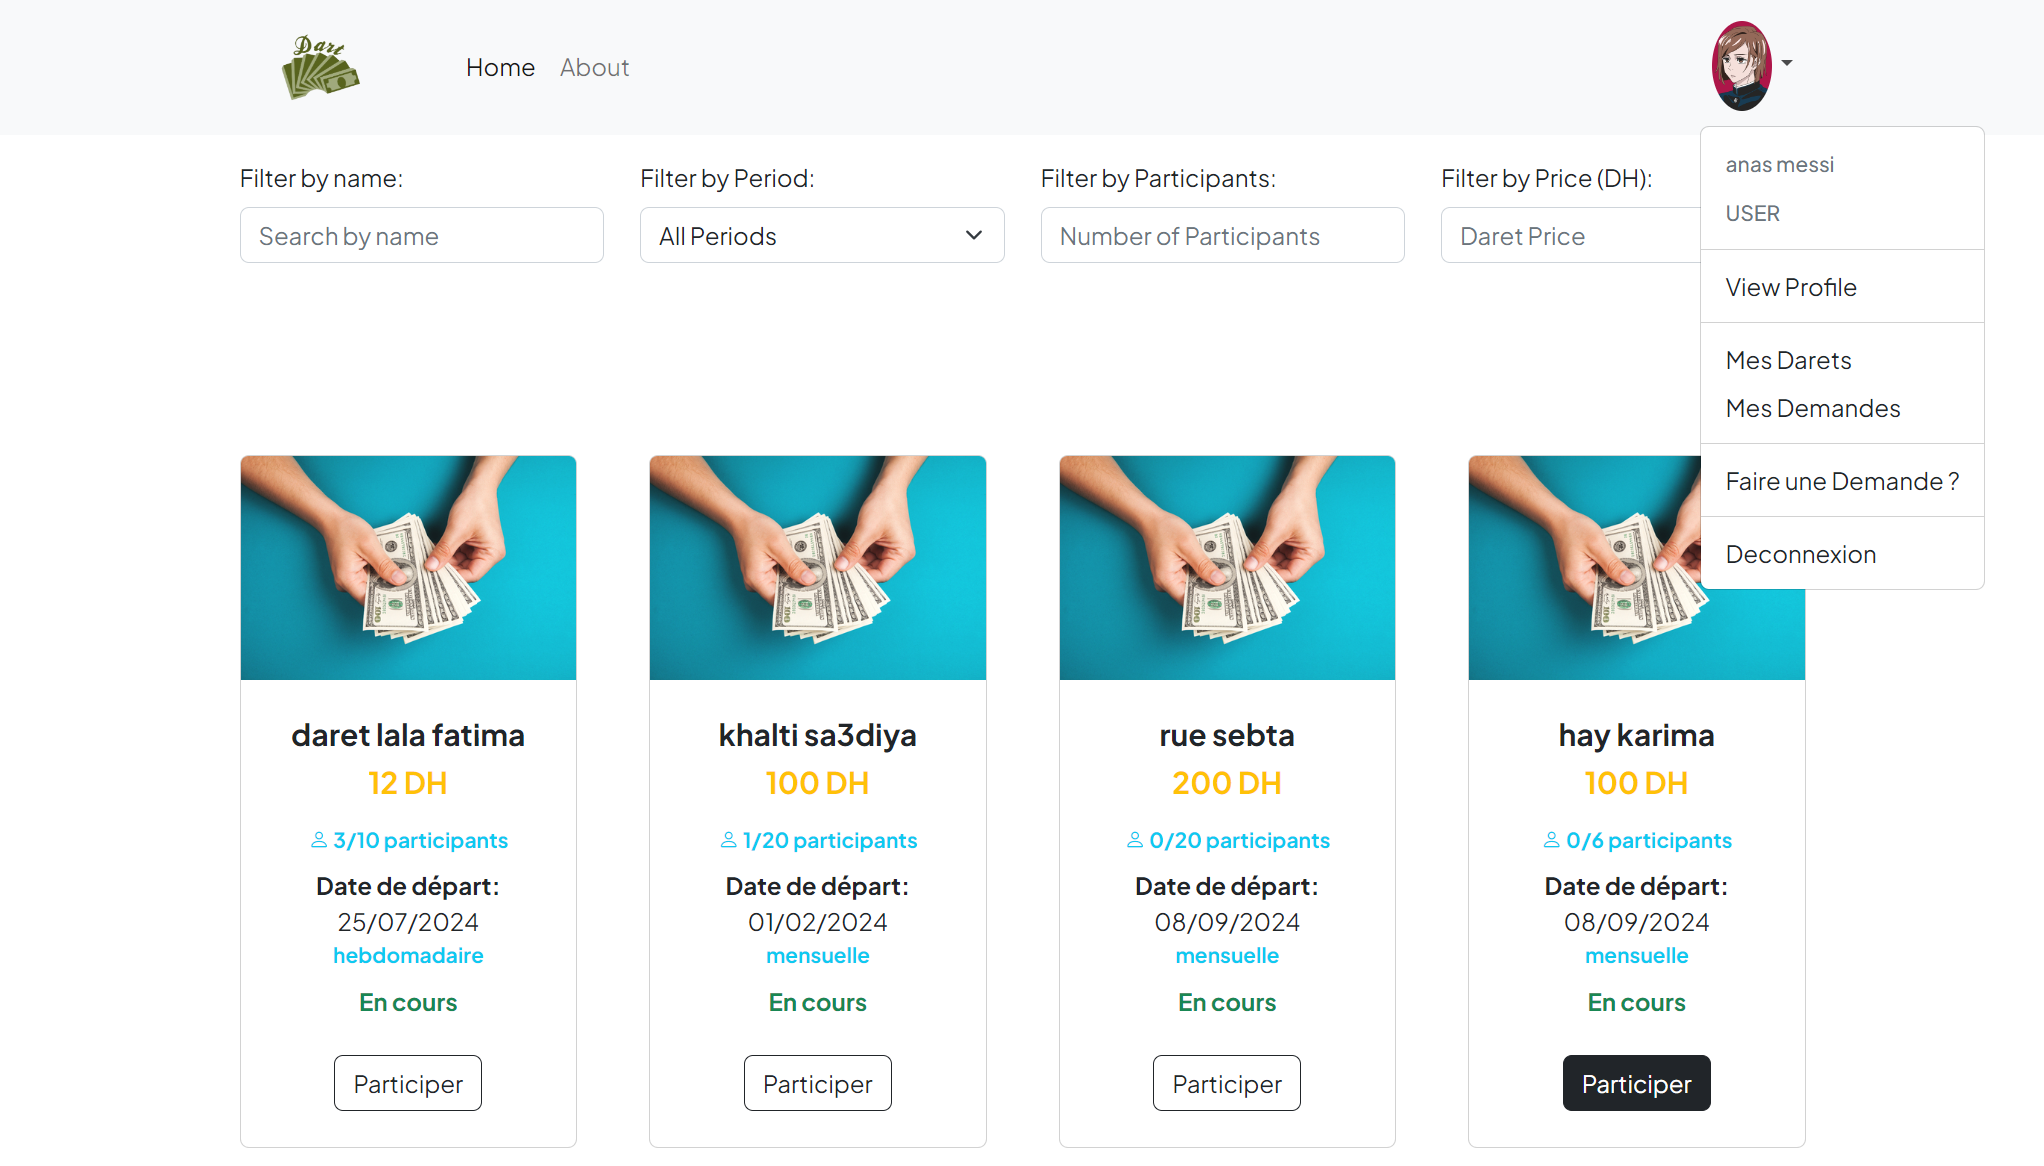 Dart
Home
About
anas messi
USER
View Profile
Mes Darets
Mes Demandes
Faire une Demande ?
Deconnexion
Filter by name:
Search by name
Filter by Period:
All Periods
Filter by Participants:
Number of Participants
Filter by Price (DH):
Daret Price
daret lala fatima
12 DH
3/10 participants
Date de départ:
25/07/2024
hebdomadaire
En cours
Participer
khalti sa3diya
100 DH
1/20 participants
Date de départ:
01/02/2024
mensuelle
En cours
Participer
rue sebta
200 DH
0/20 participants
Date de départ:
08/09/2024
mensuelle
En cours
Participer
hay karima
100 DH
0/6 participants
Date de départ:
08/09/2024
mensuelle
En cours
Participer